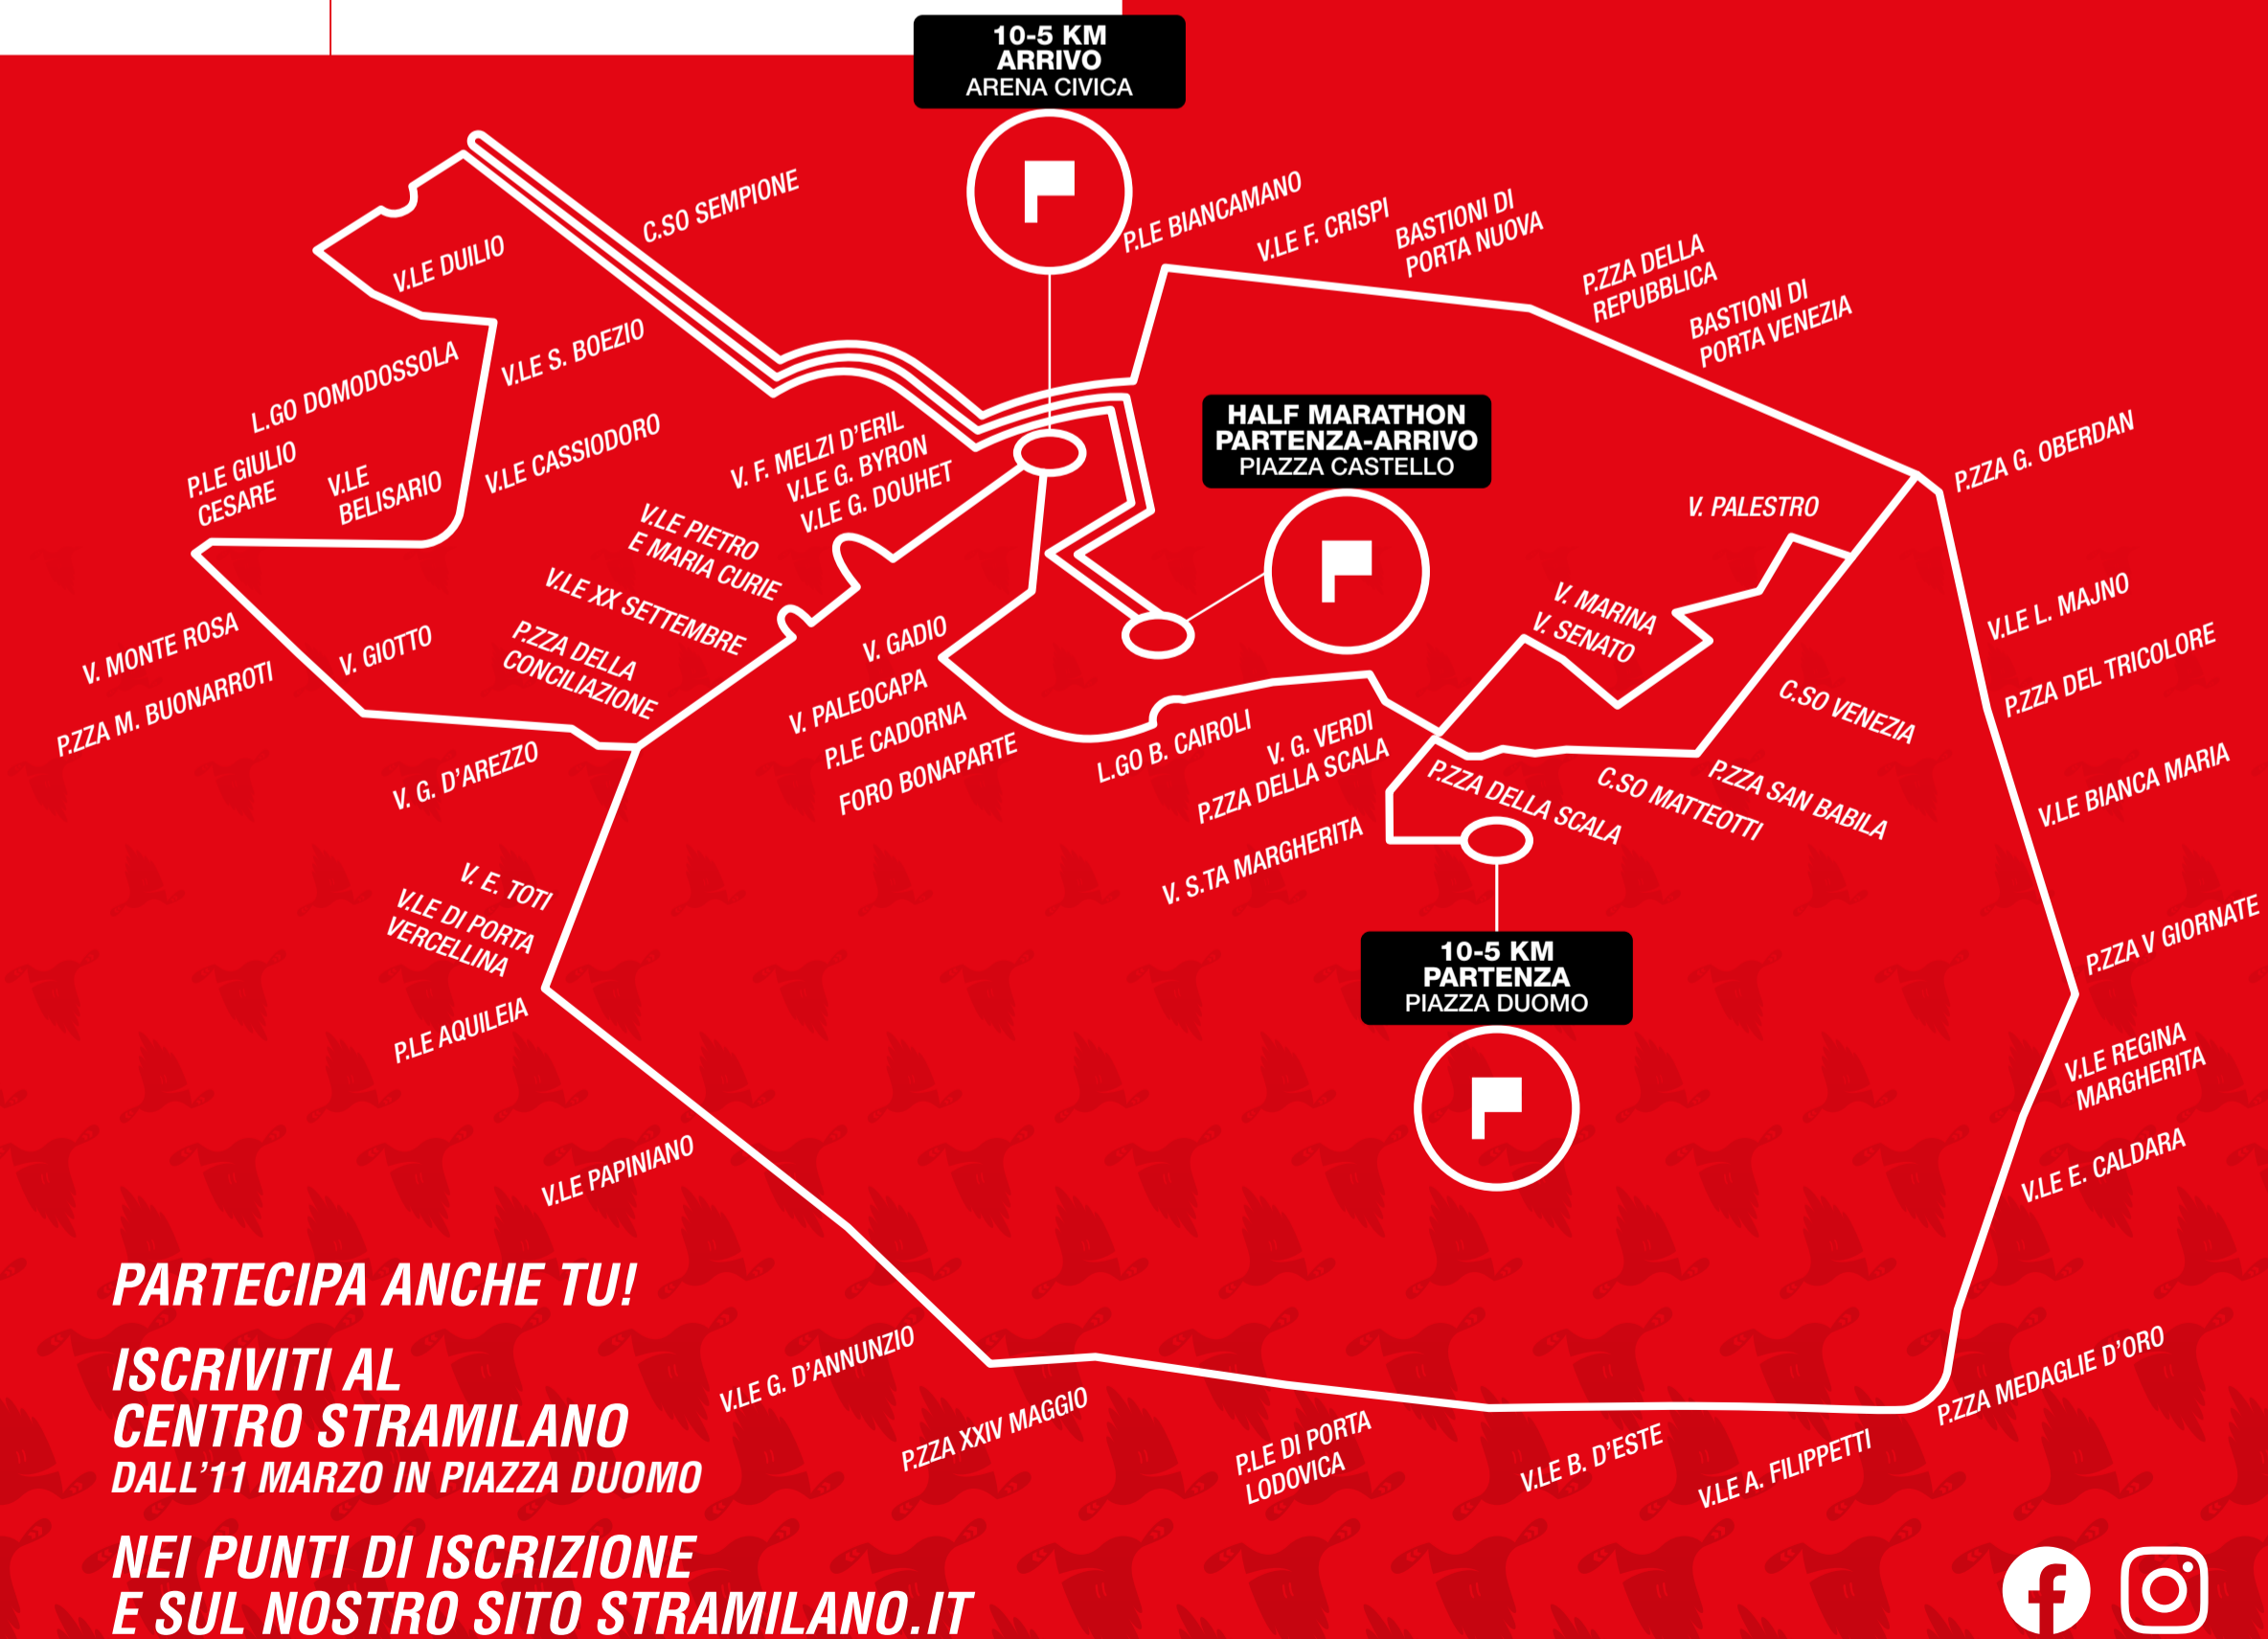 10-5 KM
ARRIVO
ARENA CIVICA
C.SO SEMPIONE
P.LE BIANCAMANO
V.LE F. CRISPI
BASTIONI DI
PORTA NUOVA
P.ZZA DELLA
REPUBBLICA
BASTIONI DI
PORTA VENEZIA
V.LE DUILIO
V.LE S. BOEZIO
L.GO DOMODOSSOLA
P.LE GIULIO
CESARE
V.LE
BELISARIO
V.LE CASSIODORO
V. F. MELZI D'ERIL
V.LE G. BYRON
V.LE G. DOUHET
HALF MARATHON
PARTENZA-ARRIVO
PIAZZA CASTELLO
P.ZZA G. OBERDAN
V. PALESTRO
V.LE PIETRO
E MARIA CURIE
V.LE XX SETTEMBRE
P.ZZA DELLA
CONCILIAZIONE
V. MONTE ROSA
P.ZZA M. BUONARROTI
V. GIOTTO
V. G. D'AREZZO
V. GADIO
V. PALEOCAPA
P.LE CADORNA
FORO BONAPARTE
L.GO B. CAIROLI
V. G. VERDI
P.ZZA DELLA SCALA
V. S.TA MARGHERITA
V. MARINA
V. SENATO
C.SO VENEZIA
P.ZZA SAN BABILA
C.SO MATTEOTTI
P.ZZA DELLA SCALA
V.LE L. MAJNO
P.ZZA DEL TRICOLORE
V.LE BIANCA MARIA
P.ZZA V GIORNATE
V.LE REGINA
MARGHERITA
V.LE E. CALDARA
P.ZZA MEDAGLIE D'ORO
10-5 KM
PARTENZA
PIAZZA DUOMO
V. E. TOTI
V.LE DI PORTA
VERCELLINA
P.LE AQUILEIA
V.LE PAPINIANO
V.LE G. D'ANNUNZIO
P.ZZA XXIV MAGGIO
P.LE DI PORTA
LODOVICA
V.LE B. D'ESTE
V.LE A. FILIPPETTI
PARTECIPA ANCHE TU!
ISCRIVITI AL
CENTRO STRAMILANO
DALL'11 MARZO IN PIAZZA DUOMO
NEI PUNTI DI ISCRIZIONE
E SUL NOSTRO SITO STRAMILANO.IT